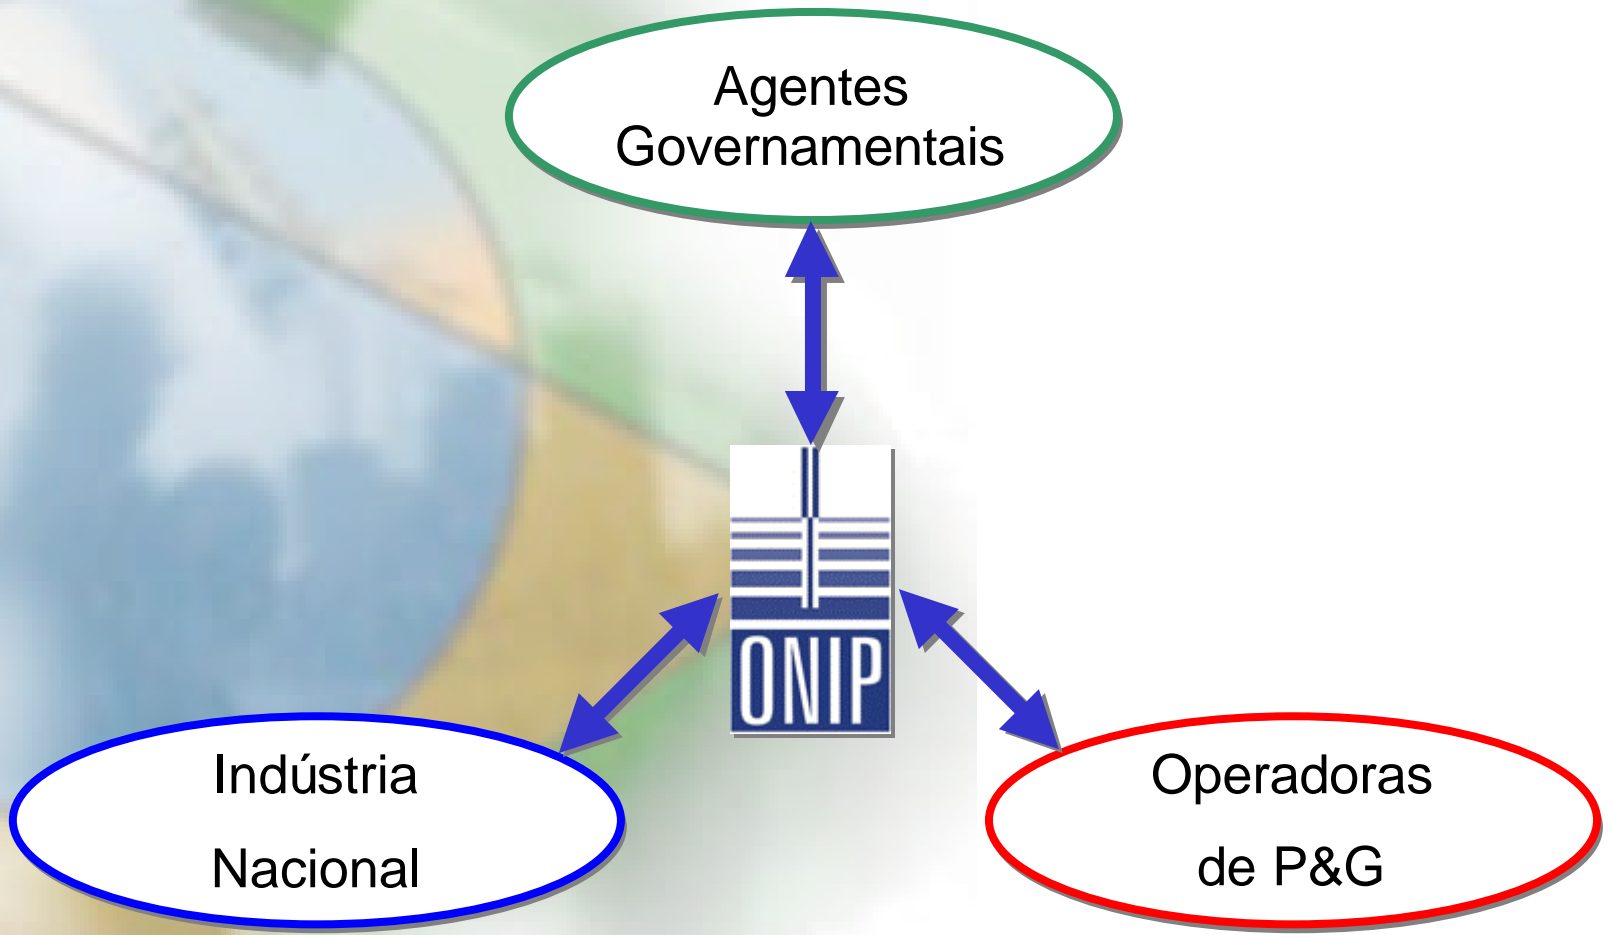 Agentes
Governamentais
ONIP
Indústria
Nacional
Operadoras
de P&G